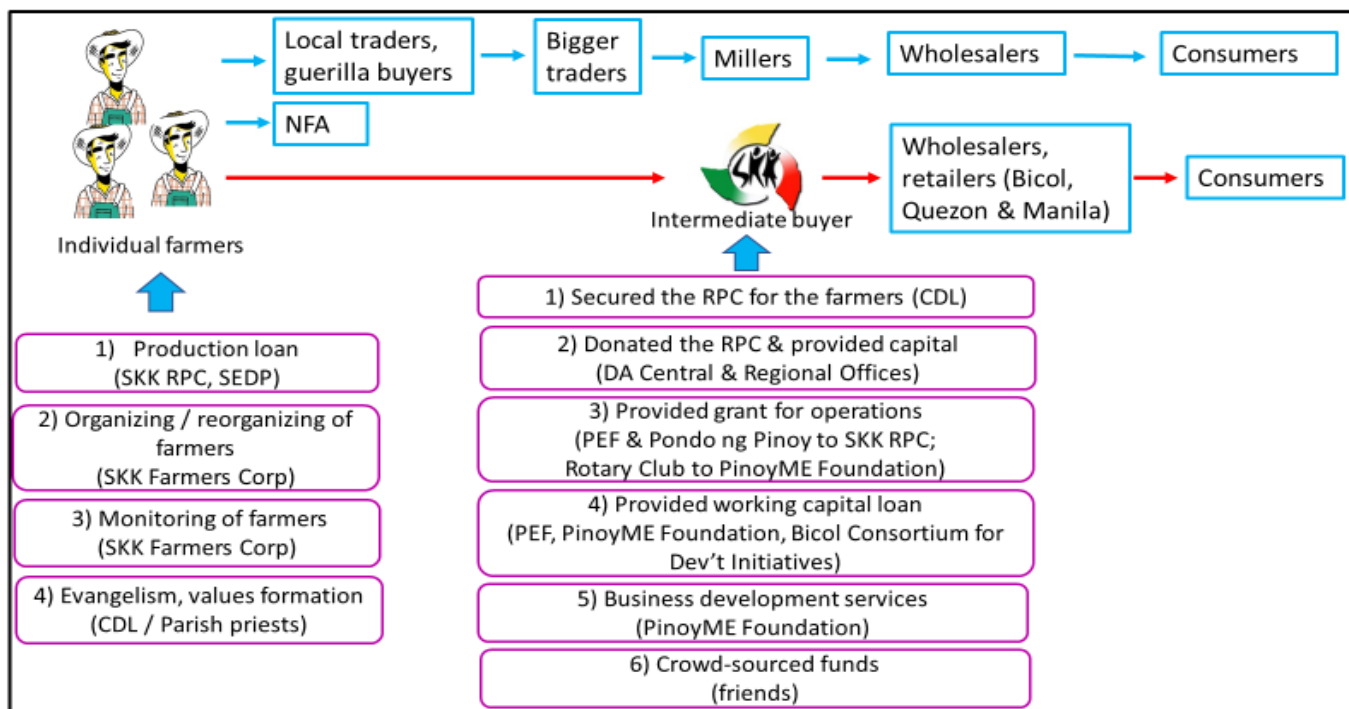 Local traders,
guerilla buyers
Bigger
traders
Millers
Wholesalers
Consumers
NFA
SKK
Intermediate buyer
Wholesalers,
retailers (Bicol,
Quezon & Manila)
Consumers
Individual farmers
1) Production loan
(SKK RPC, SEDP)
2) Organizing / reorganizing of
farmers
(SKK Farmers Corp)
3) Monitoring of farmers
(SKK Farmers Corp)
4) Evangelism, values formation
(CDL / Parish priests)
1) Secured the RPC for the farmers (CDL)
2) Donated the RPC & provided capital
(DA Central & Regional Offices)
3) Provided grant for operations
(PEF & Pondo ng Pinoy to SKK RPC;
Rotary Club to PinoyME Foundation)
4) Provided working capital loan
(PEF, PinoyME Foundation, Bicol Consortium for
Dev't Initiatives)
5) Business development services
(PinoyME Foundation)
6) Crowd-sourced funds
(friends)